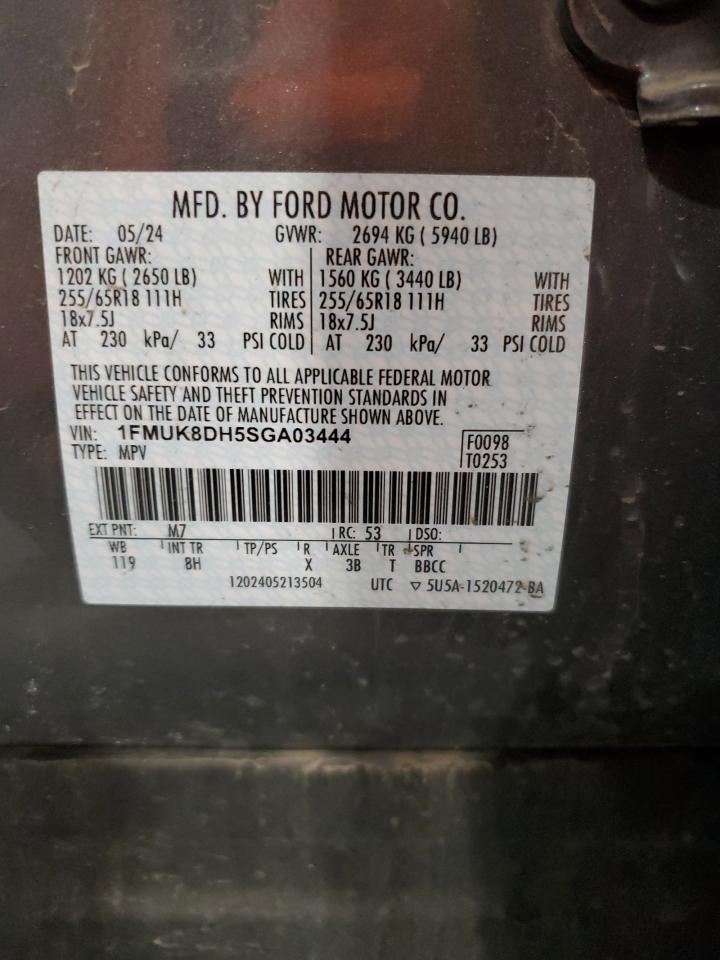 MFD. BY FORD MOTOR CO.
DATE: 05/24 GVWR: 2694 KG ( 5940 LB)
FRONT GAWR: REAR GAWR:
1202 KG ( 2650 LB) WITH 1560 KG ( 3440 LB) WITH
255/65R18 111H TIRES 255/65R18 111H TIRES
18x7.5J RIMS 18x7.5J RIMS
AT 230 kPa/ 33 PSI COLD AT 230 kPa/ 33 PSI COLD
THIS VEHICLE CONFORMS TO ALL APPLICABLE FEDERAL MOTOR
VEHICLE SAFETY AND THEFT PREVENTION STANDARDS IN
EFFECT ON THE DATE OF MANUFACTURE SHOWN ABOVE.
VIN: 1FMUK8DH5SGA03444 F0098
TYPE: MPV T0253
EXT PNT: M7 RC: 53 DSO:
WB INT TR TP/PS R AXLE TR SPR
119 8H X 3B T BBCC
1202405213504 UTC ▽ 5U5A-1520472-BA